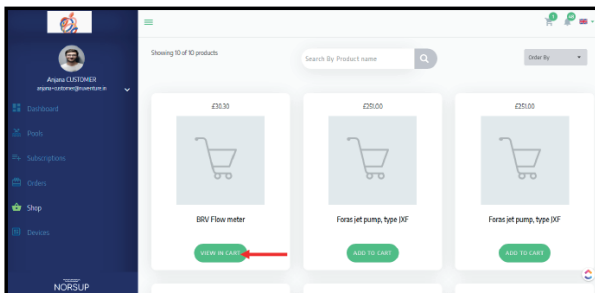 Anjana CUSTOMER
anjana+customer@nuventure.in
Dashboard
Pools
Subscriptions
Orders
Shop
Devices
NORSUP
Showing 10 of 10 products
Search By Product name
Order By
£30.30
BRV Flow meter
VIEW IN CART
£251.00
Foras jet pump, type JXF
ADD TO CART
£251.00
Foras jet pump, type JXF
ADD TO CART